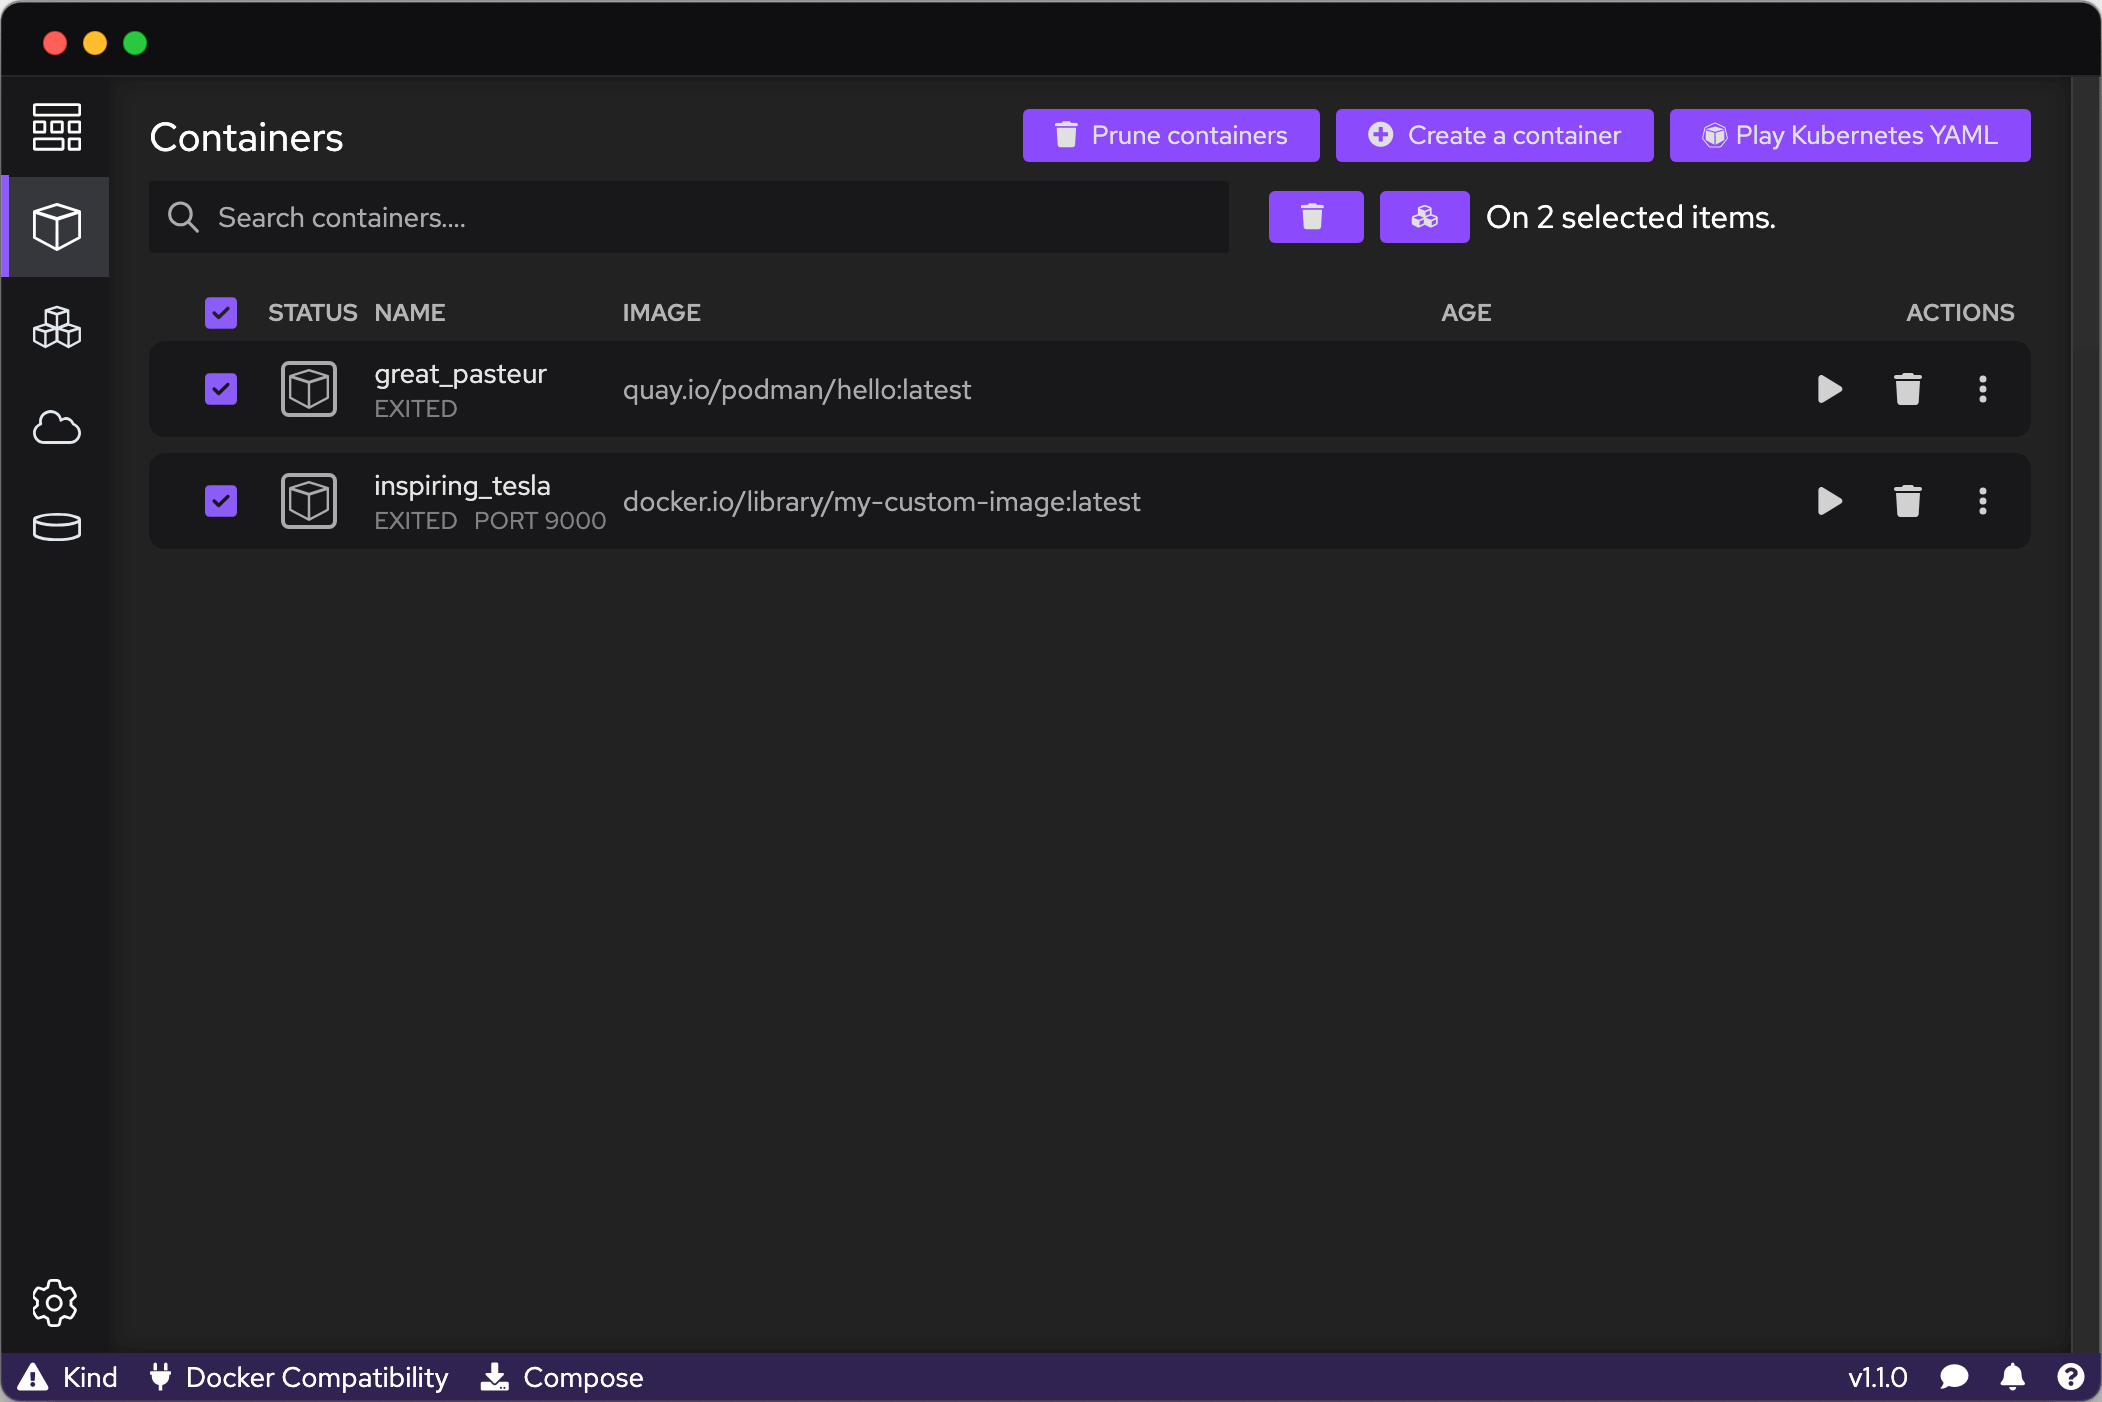 Containers
Prune containers
Create a container
Play Kubernetes YAML
Search containers....
On 2 selected items.
STATUS NAME IMAGE AGE ACTIONS
great_pasteur
EXITED
quay.io/podman/hello:latest
inspiring_tesla
EXITED PORT 9000
docker.io/library/my-custom-image:latest
Kind
Docker Compatibility
Compose
v1.1.0